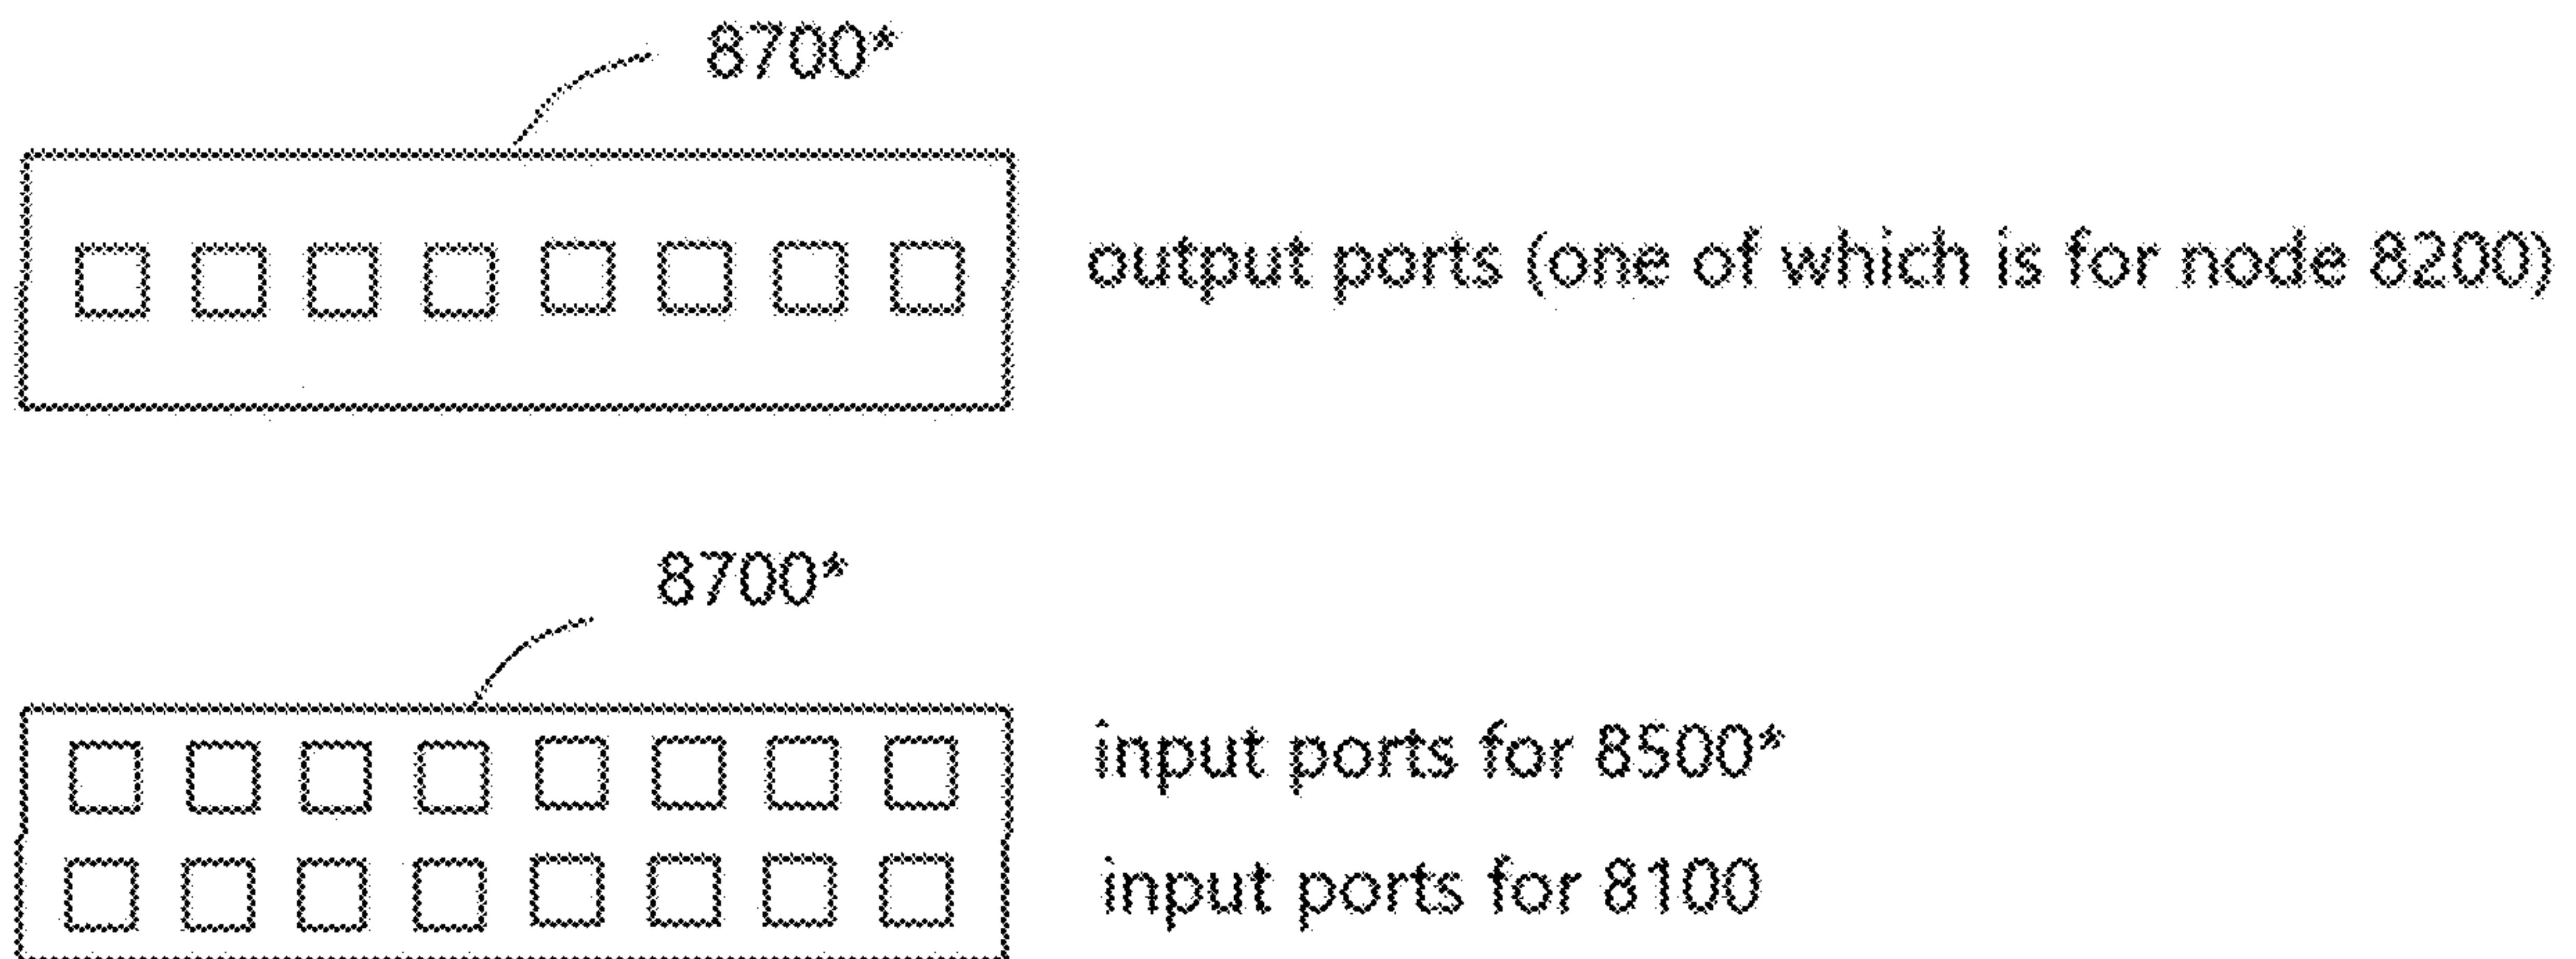 8700*
output ports (one of which is for node 8200)
8700*
input ports for 8500*
input ports for 8100